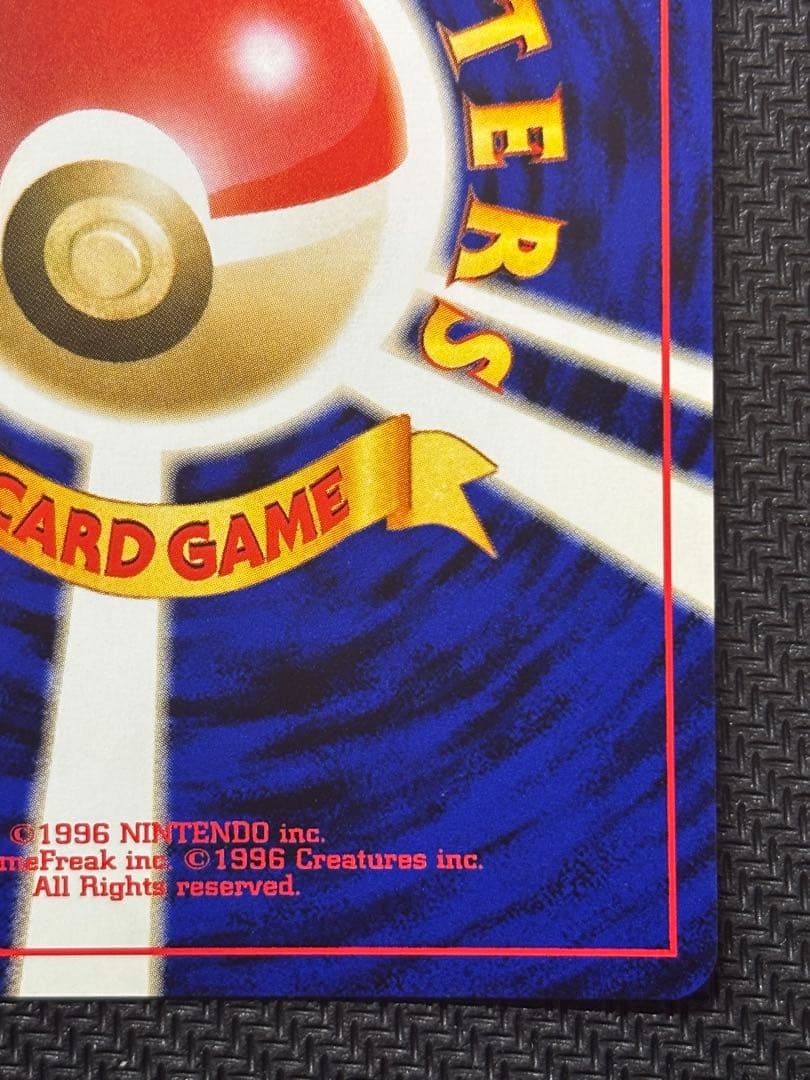 TERS
CARD GAME
©1996 NINTENDO inc.
meFreak inc. ©1996 Creatures inc.
All Rights reserved.